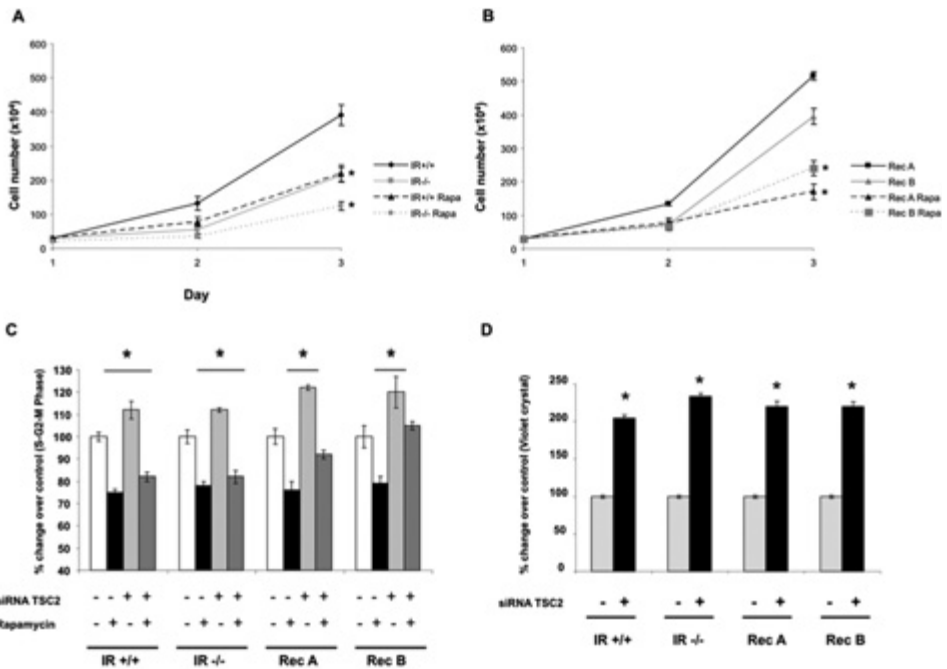 A
Cell number (x10⁴)
600
500
400
300
200
100
0
1
2
3
Day
IR+/+
IR-/-
IR+/+ Rapa
IR-/- Rapa
*
*
B
Cell number (x10⁴)
600
500
400
300
200
100
0
1
2
3
Rec A
Rec B
Rec A Rapa
Rec B Rapa
*
*
C
% change over control (S-G2-M Phase)
130
120
110
100
90
80
70
60
50
40
* * * *
siRNA TSC2 - - + + - - + + - - + + - - + +
Rapamycin - + - + - + - + - + - + - + - +
IR +/+ IR -/- Rec A Rec B
D
% change over control (Violet crystal)
250
200
150
100
50
0
* * * *
siRNA TSC2 - + - + - + - +
IR +/+ IR -/- Rec A Rec B